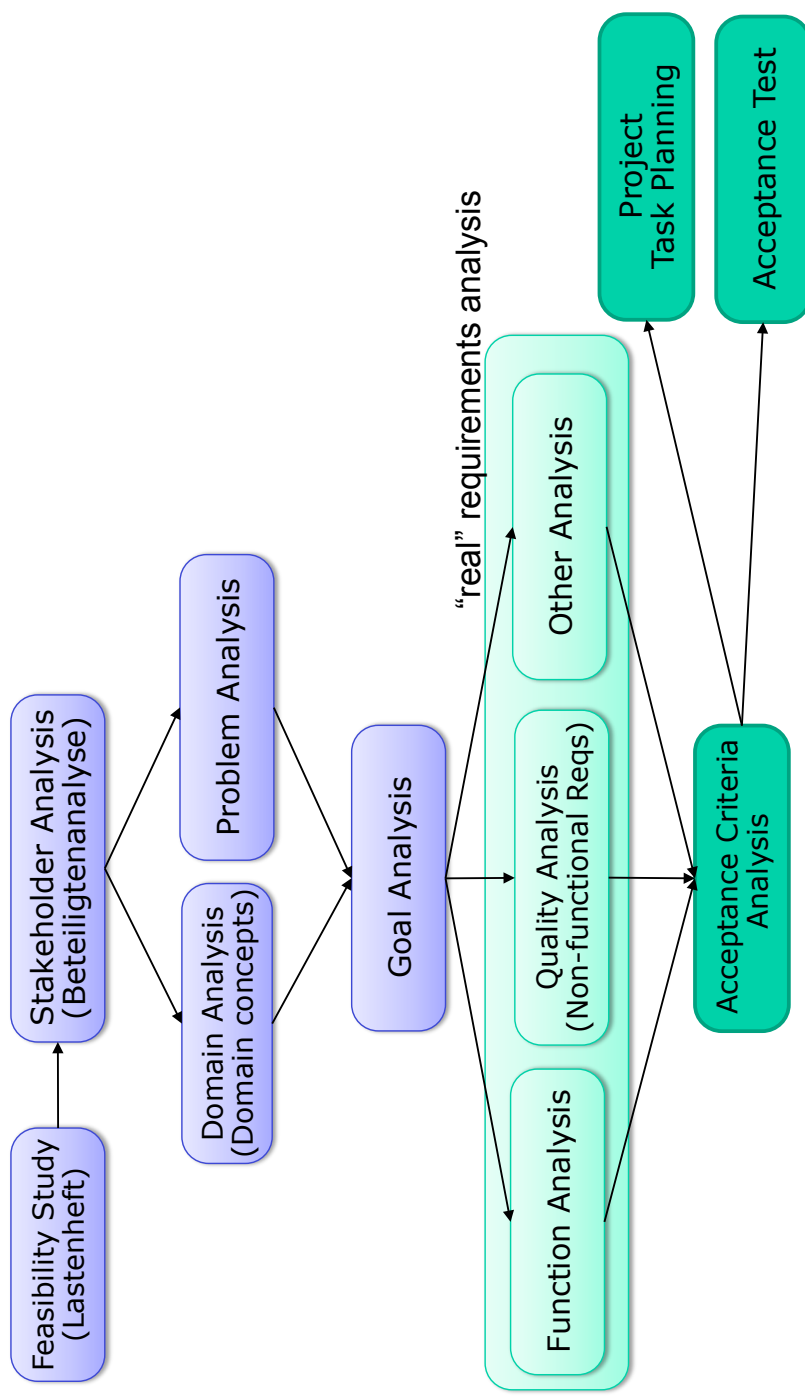 Feasibility Study
(Lastenheft)
Stakeholder Analysis
(Beteiligtenanalyse)
Domain Analysis
(Domain concepts)
Problem Analysis
Goal Analysis
“real” requirements analysis
Function Analysis
Quality Analysis
(Non-functional Reqs)
Other Analysis
Acceptance Criteria
Analysis
Project
Task Planning
Acceptance Test